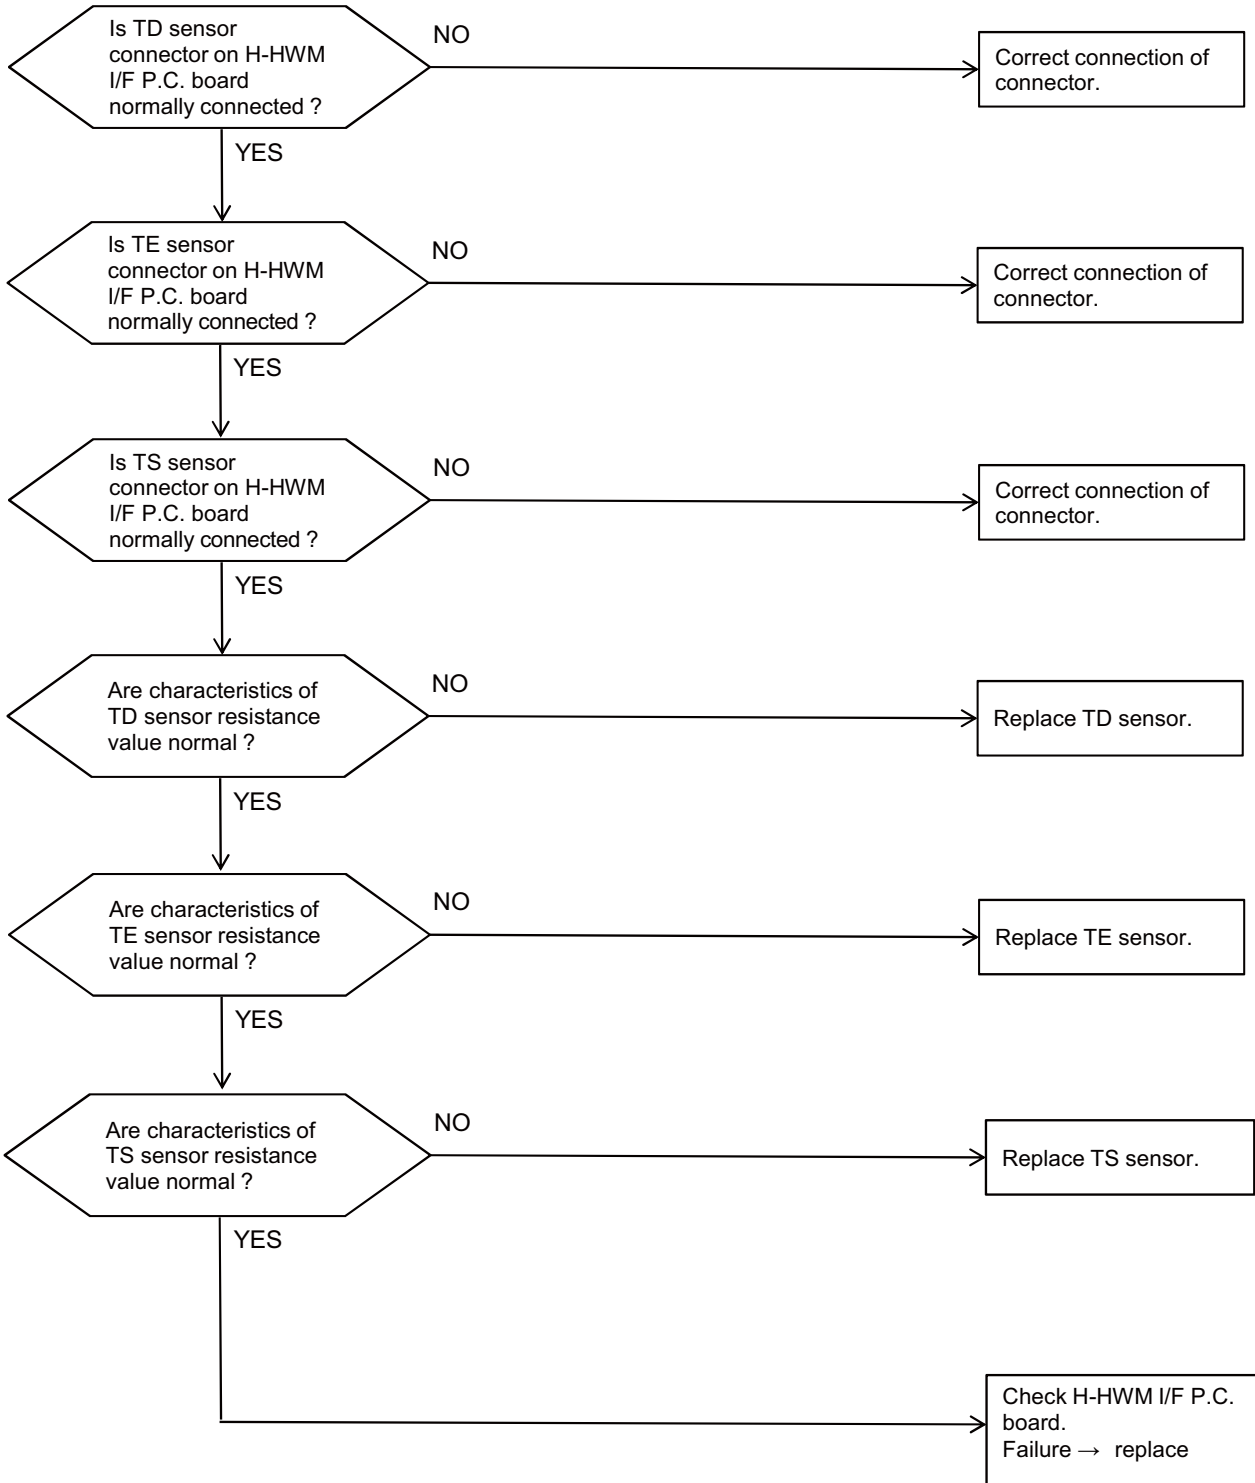 Is TD sensor
connector on H-HWM
I/F P.C. board
normally connected ?
NO
Correct connection of
connector.
YES
Is TE sensor
connector on H-HWM
I/F P.C. board
normally connected ?
NO
Correct connection of
connector.
YES
Is TS sensor
connector on H-HWM
I/F P.C. board
normally connected ?
NO
Correct connection of
connector.
YES
Are characteristics of
TD sensor resistance
value normal ?
NO
Replace TD sensor.
YES
Are characteristics of
TE sensor resistance
value normal ?
NO
Replace TE sensor.
YES
Are characteristics of
TS sensor resistance
value normal ?
NO
Replace TS sensor.
YES
Check H-HWM I/F P.C.
board.
Failure → replace